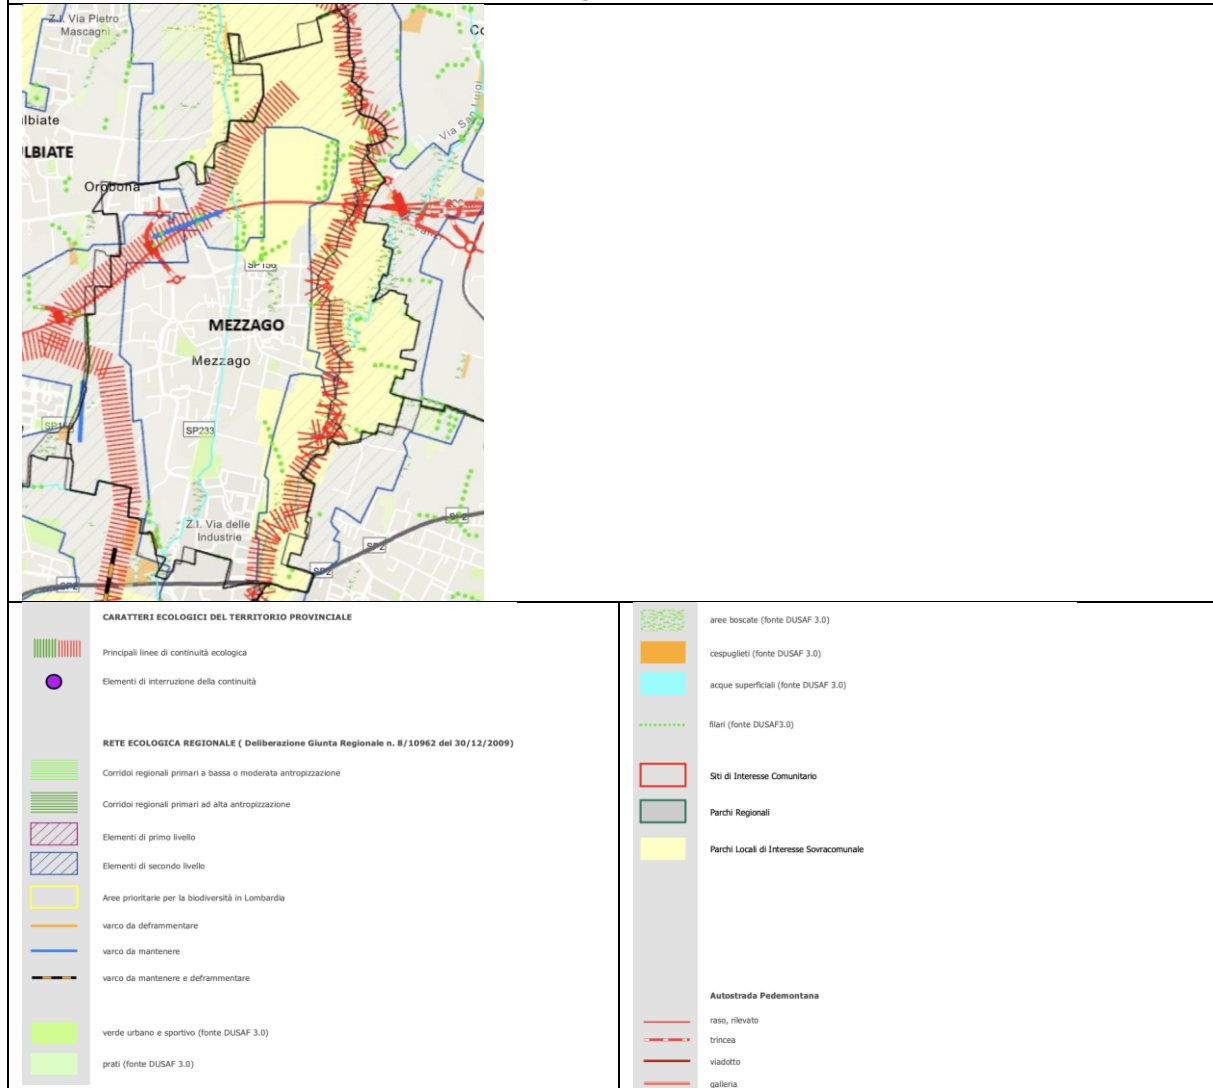 Z.I. Via Pietro
Mascagni
Co
ulbiate
LBIATE
Orobona
Via San Luigi
SP156
MEZZAGO
Mezzago
SP233
Z.I. Via delle
Industrie
SP2
SP2
SP2
SP2
CARATTERI ECOLOGICI DEL TERRITORIO PROVINCIALE
Principali linee di continuità ecologica
Elementi di interruzione della continuità
RETE ECOLOGICA REGIONALE ( Deliberazione Giunta Regionale n. 8/10962 del 30/12/2009)
Corridoi regionali primari a bassa o moderata antropizzazione
Corridoi regionali primari ad alta antropizzazione
Elementi di primo livello
Elementi di secondo livello
Aree prioritarie per la biodiversità in Lombardia
varco da deframmentare
varco da mantenere
varco da mantenere e deframmentare
verde urbano e sportivo (fonte DUSAF 3.0)
prati (fonte DUSAF 3.0)
aree boscate (fonte DUSAF 3.0)
cespuglieti (fonte DUSAF 3.0)
acque superficiali (fonte DUSAF 3.0)
filari (fonte DUSAF3.0)
Siti di Interesse Comunitario
Parchi Regionali
Parchi Locali di Interesse Sovracomunale
Autostrada Pedemontana
raso, rilevato
trincea
viadotto
galleria